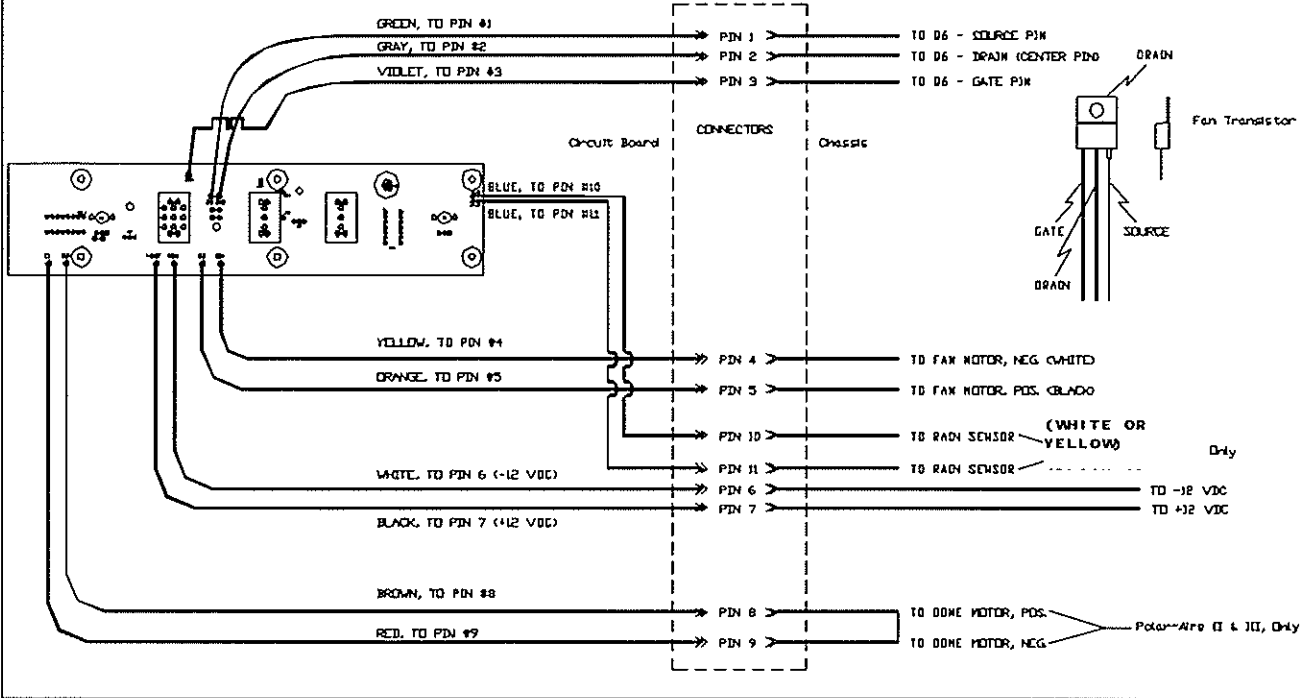 GREEN, TO PIN #1
PIN 1
TO Q6 - SOURCE PIN
GRAY, TO PIN #2
PIN 2
TO Q6 - DRAIN (CENTER PIN)
DRAIN
VIOLET, TO PIN #3
PIN 3
TO Q6 - GATE PIN
Fan Transistor
Circuit Board
CONNECTORS
Chassis
BLUE, TO PIN #10
BLUE, TO PIN #11
GATE
SOURCE
DRAIN
YELLOW, TO PIN #4
PIN 4
TO FAN MOTOR, NEG. (WHITE)
ORANGE, TO PIN #5
PIN 5
TO FAN MOTOR, POS. (BLACK)
PIN 10
TO RAIN SENSOR
(WHITE OR
YELLOW)
Only
PIN 11
TO RAIN SENSOR
WHITE, TO PIN 6 (-12 VDC)
PIN 6
TO -12 VDC
PIN 7
TO +12 VDC
BLACK, TO PIN 7 (+12 VDC)
BROWN, TO PIN #8
PIN 8
TO DOME MOTOR, POS.
Polar-Aire II & III, Only
RED, TO PIN #9
PIN 9
TO DOME MOTOR, NEG.